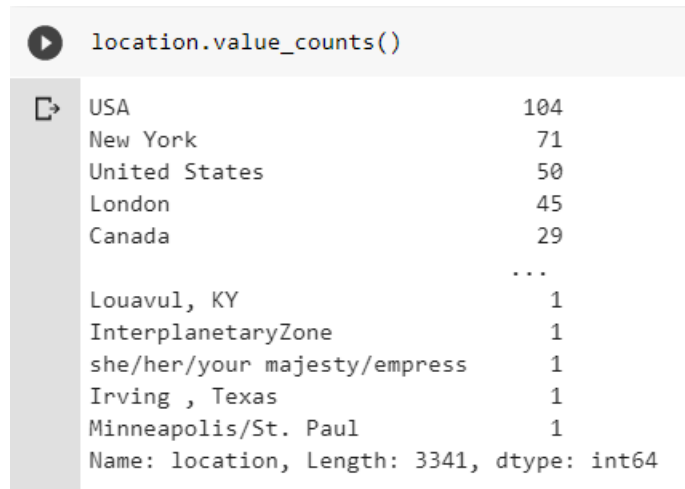 location.value_counts()
USA 104
New York 71
United States 50
London 45
Canada 29
...
Louavul, KY 1
InterplanetaryZone 1
she/her/your majesty/empress 1
Irving , Texas 1
Minneapolis/St. Paul 1
Name: location, Length: 3341, dtype: int64